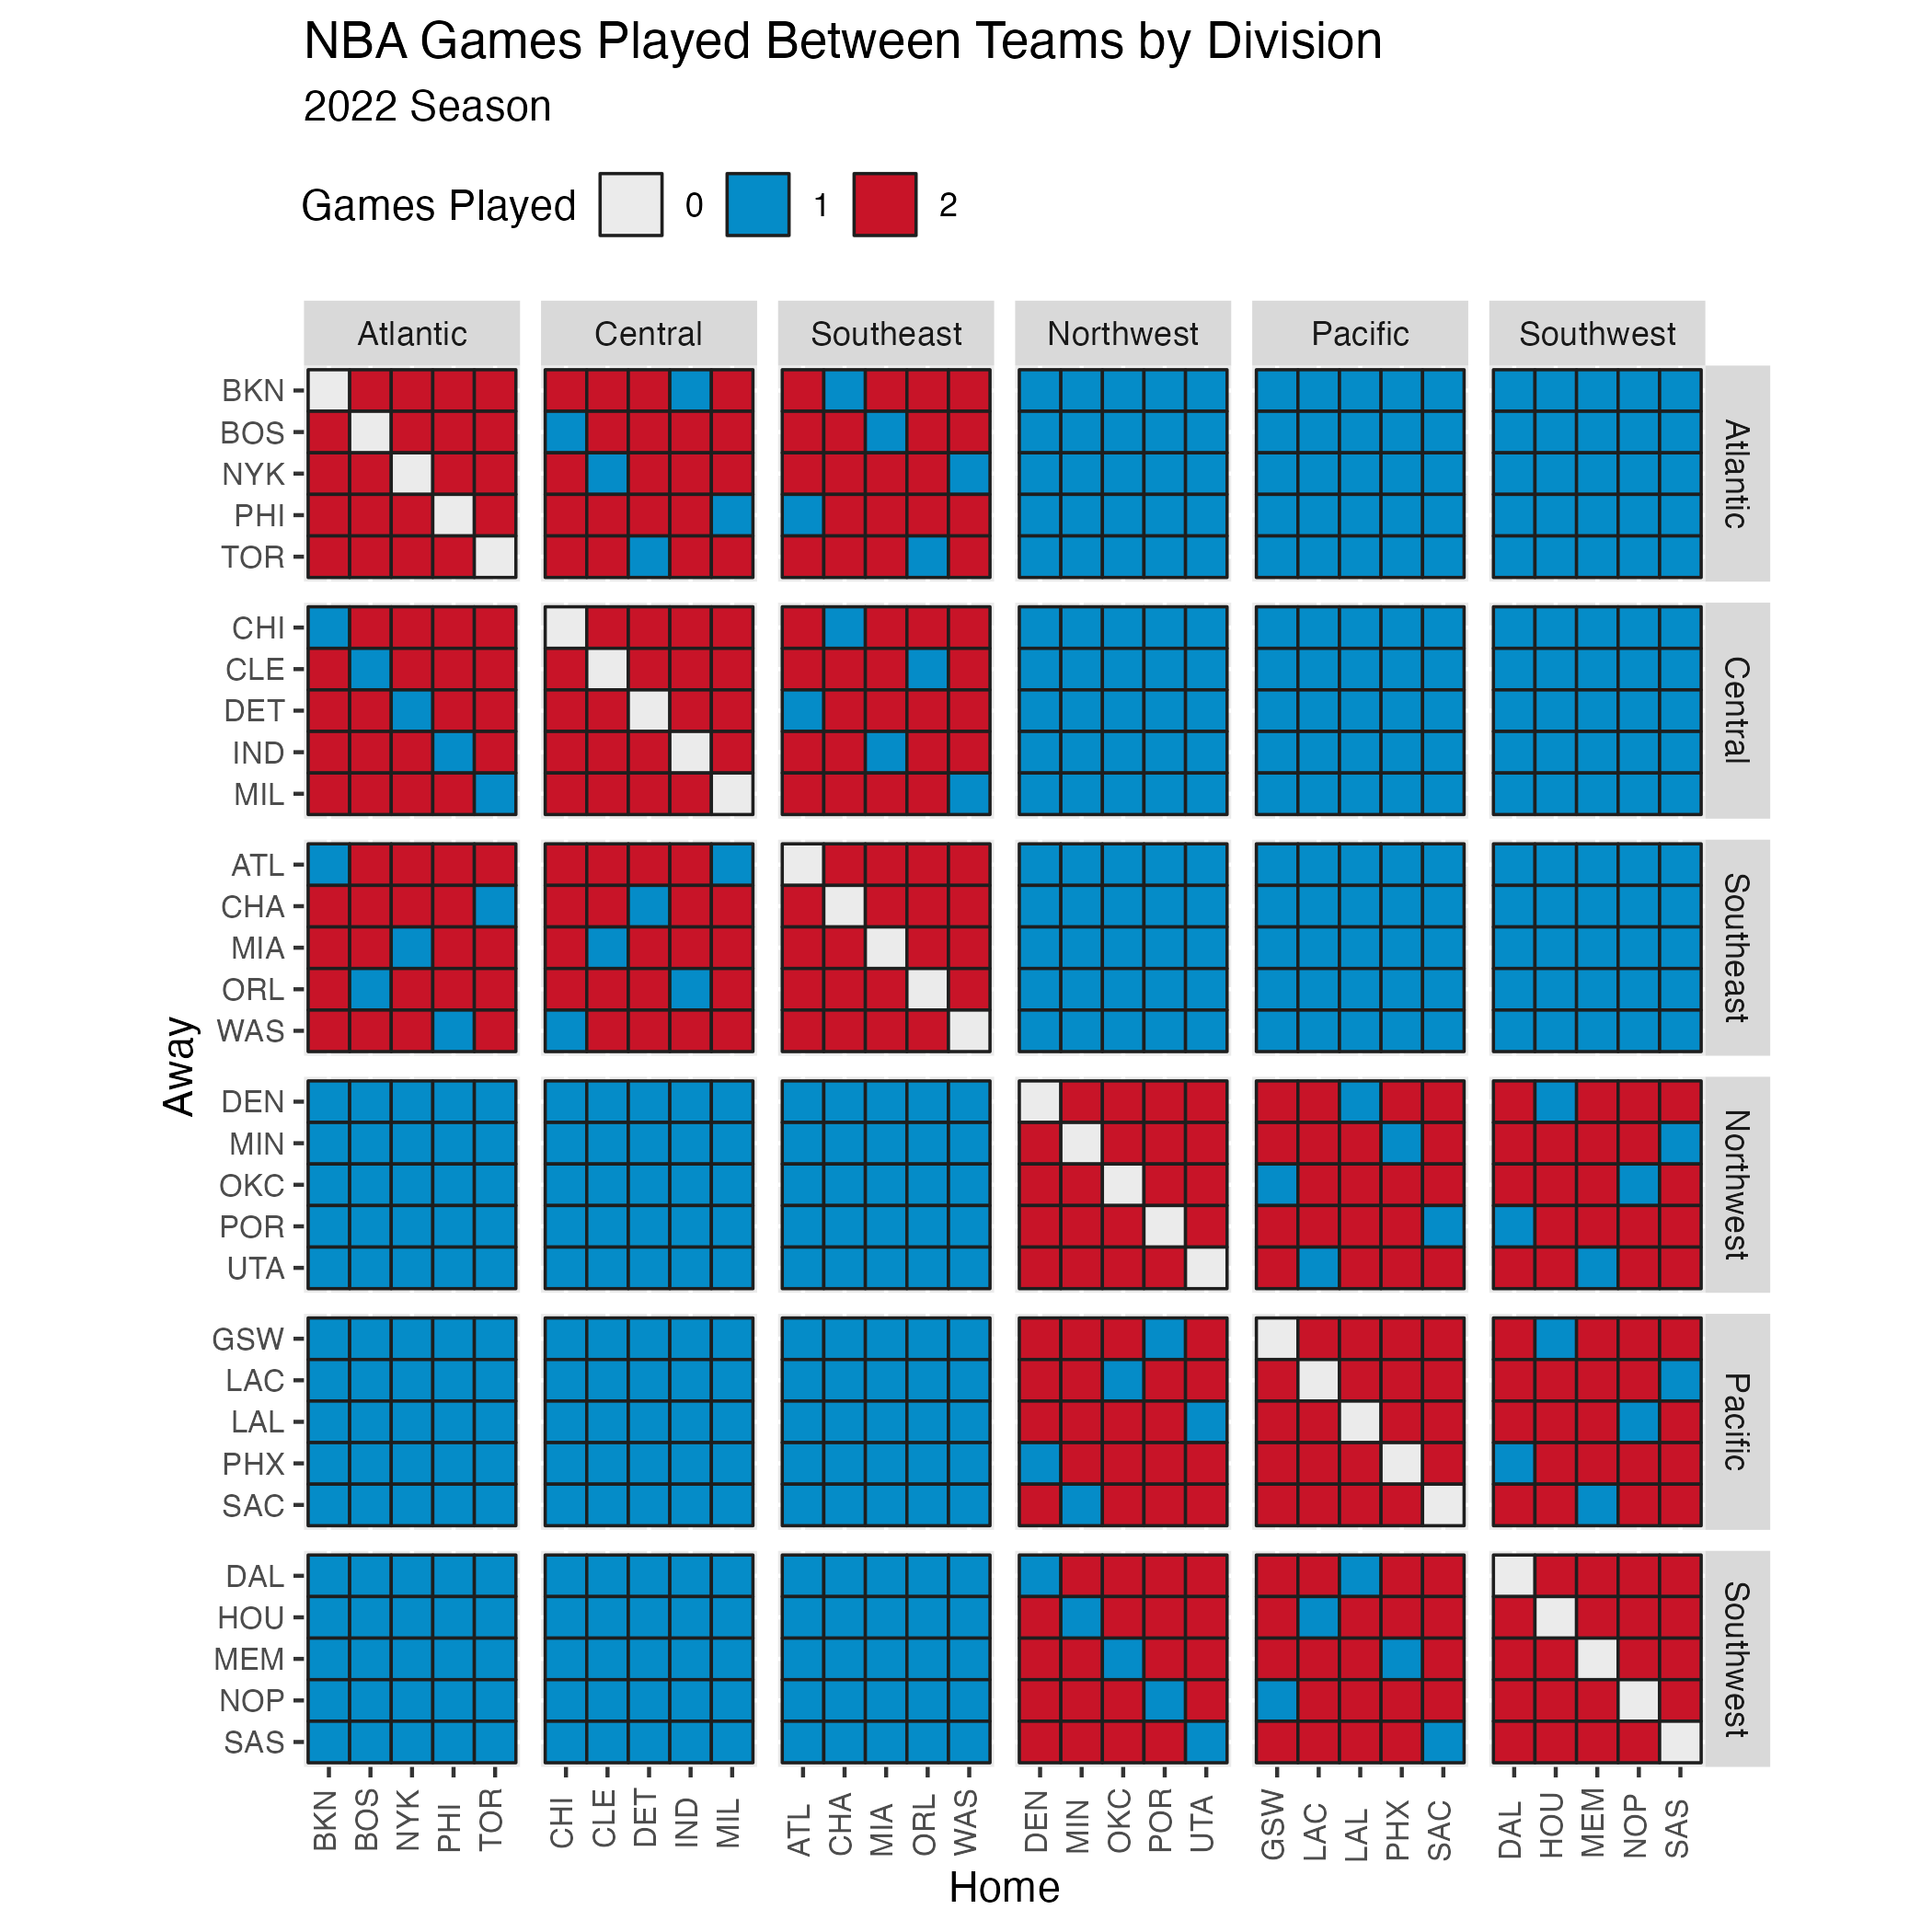 NBA Games Played Between Teams by Division
2022 Season
Games Played 0 1 2
Atlantic Central Southeast Northwest Pacific Southwest
BKN
BOS
NYK
PHI
TOR
Atlantic
CHI
CLE
DET
IND
MIL
Central
ATL
CHA
MIA
ORL
WAS
Southeast
Away
DEN
MIN
OKC
POR
UTA
Northwest
GSW
LAC
LAL
PHX
SAC
Pacific
DAL
HOU
MEM
NOP
SAS
Southwest
BKN BOS NYK PHI TOR CHI CLE DET IND MIL ATL CHA MIA ORL WAS DEN MIN OKC POR UTA GSW LAC LAL PHX SAC DAL HOU MEM NOP SAS
Home